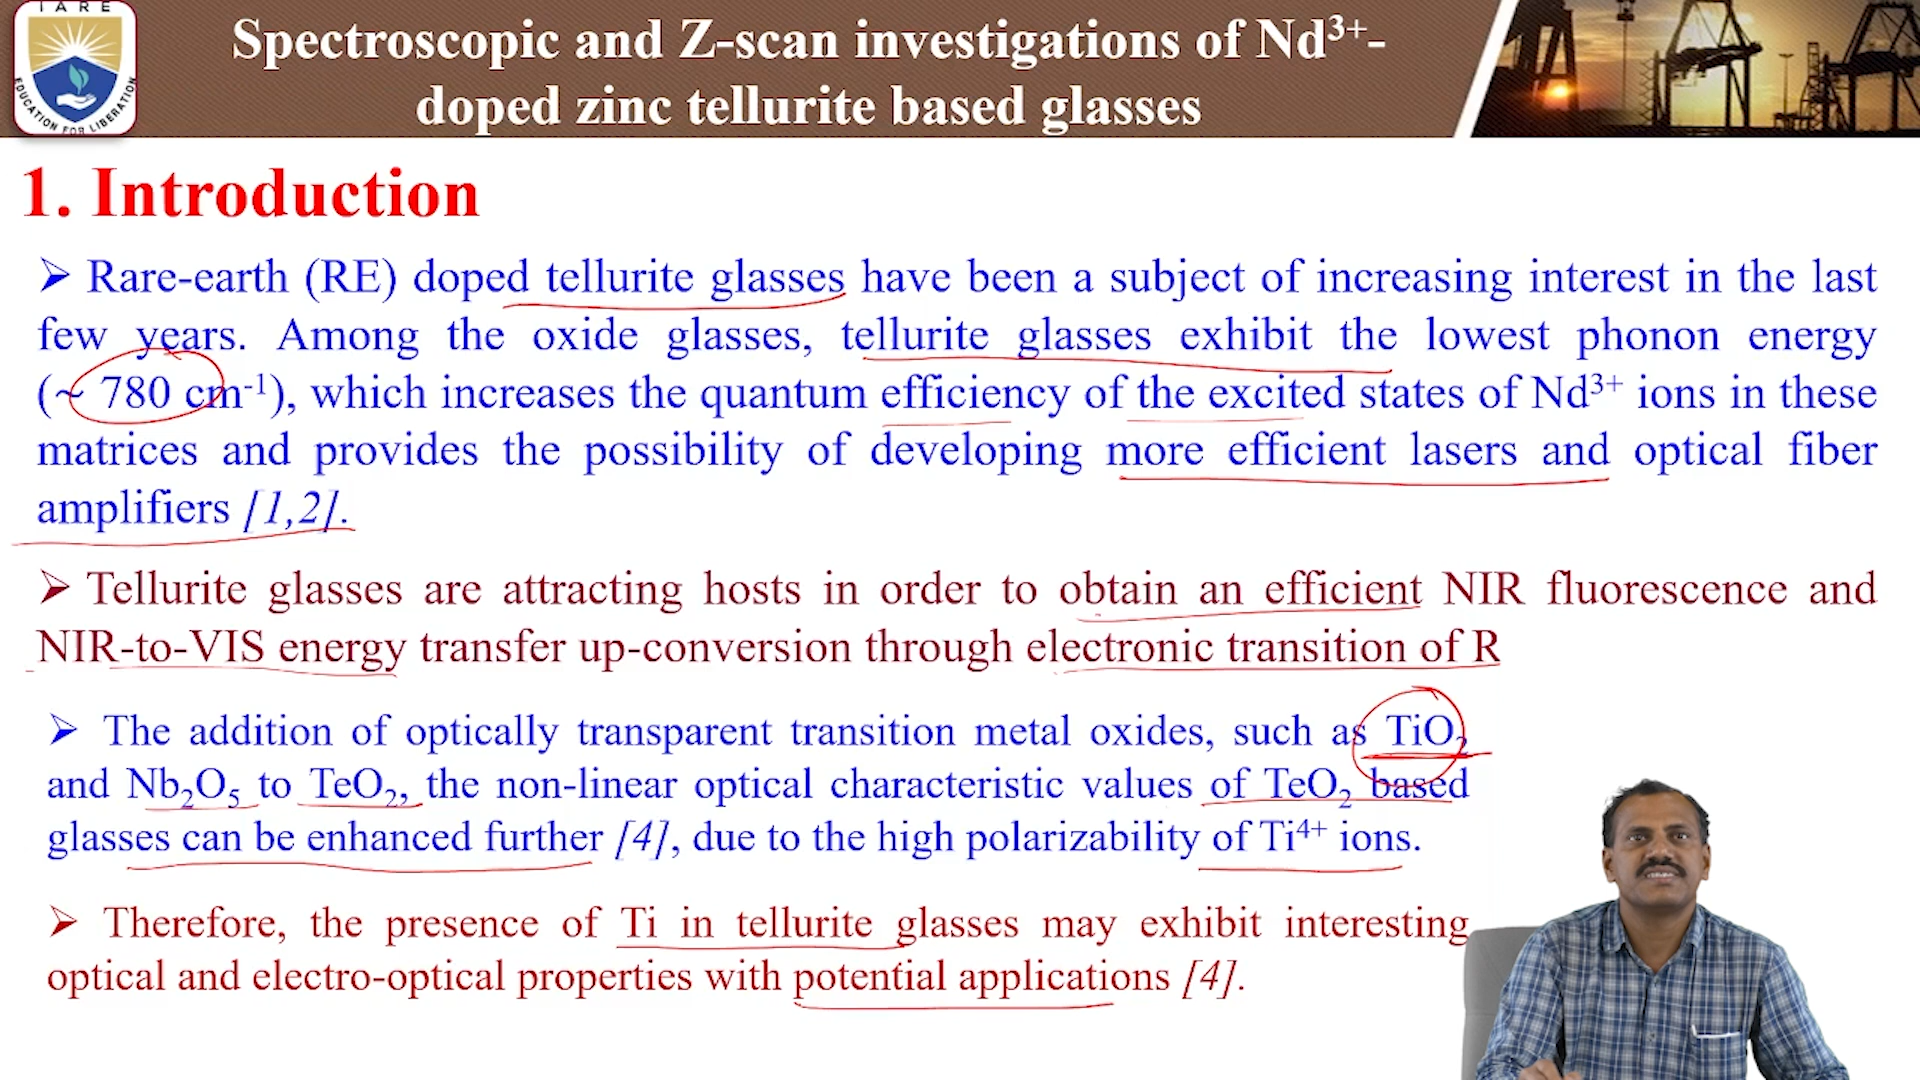 IARE
EDUCATION FOR LIBERATION
Spectroscopic and Z-scan investigations of Nd³⁺-
doped zinc tellurite based glasses
1. Introduction
➤ Rare-earth (RE) doped tellurite glasses have been a subject of increasing interest in the last
few years. Among the oxide glasses, tellurite glasses exhibit the lowest phonon energy
(~ 780 cm⁻¹), which increases the quantum efficiency of the excited states of Nd³⁺ ions in these
matrices and provides the possibility of developing more efficient lasers and optical fiber
amplifiers [1,2].
➤ Tellurite glasses are attracting hosts in order to obtain an efficient NIR fluorescence and
NIR-to-VIS energy transfer up-conversion through electronic transition of R
➤ The addition of optically transparent transition metal oxides, such as TiO₂
and Nb₂O₅ to TeO₂, the non-linear optical characteristic values of TeO₂ based
glasses can be enhanced further [4], due to the high polarizability of Ti⁴⁺ ions.
➤ Therefore, the presence of Ti in tellurite glasses may exhibit interesting
optical and electro-optical properties with potential applications [4].